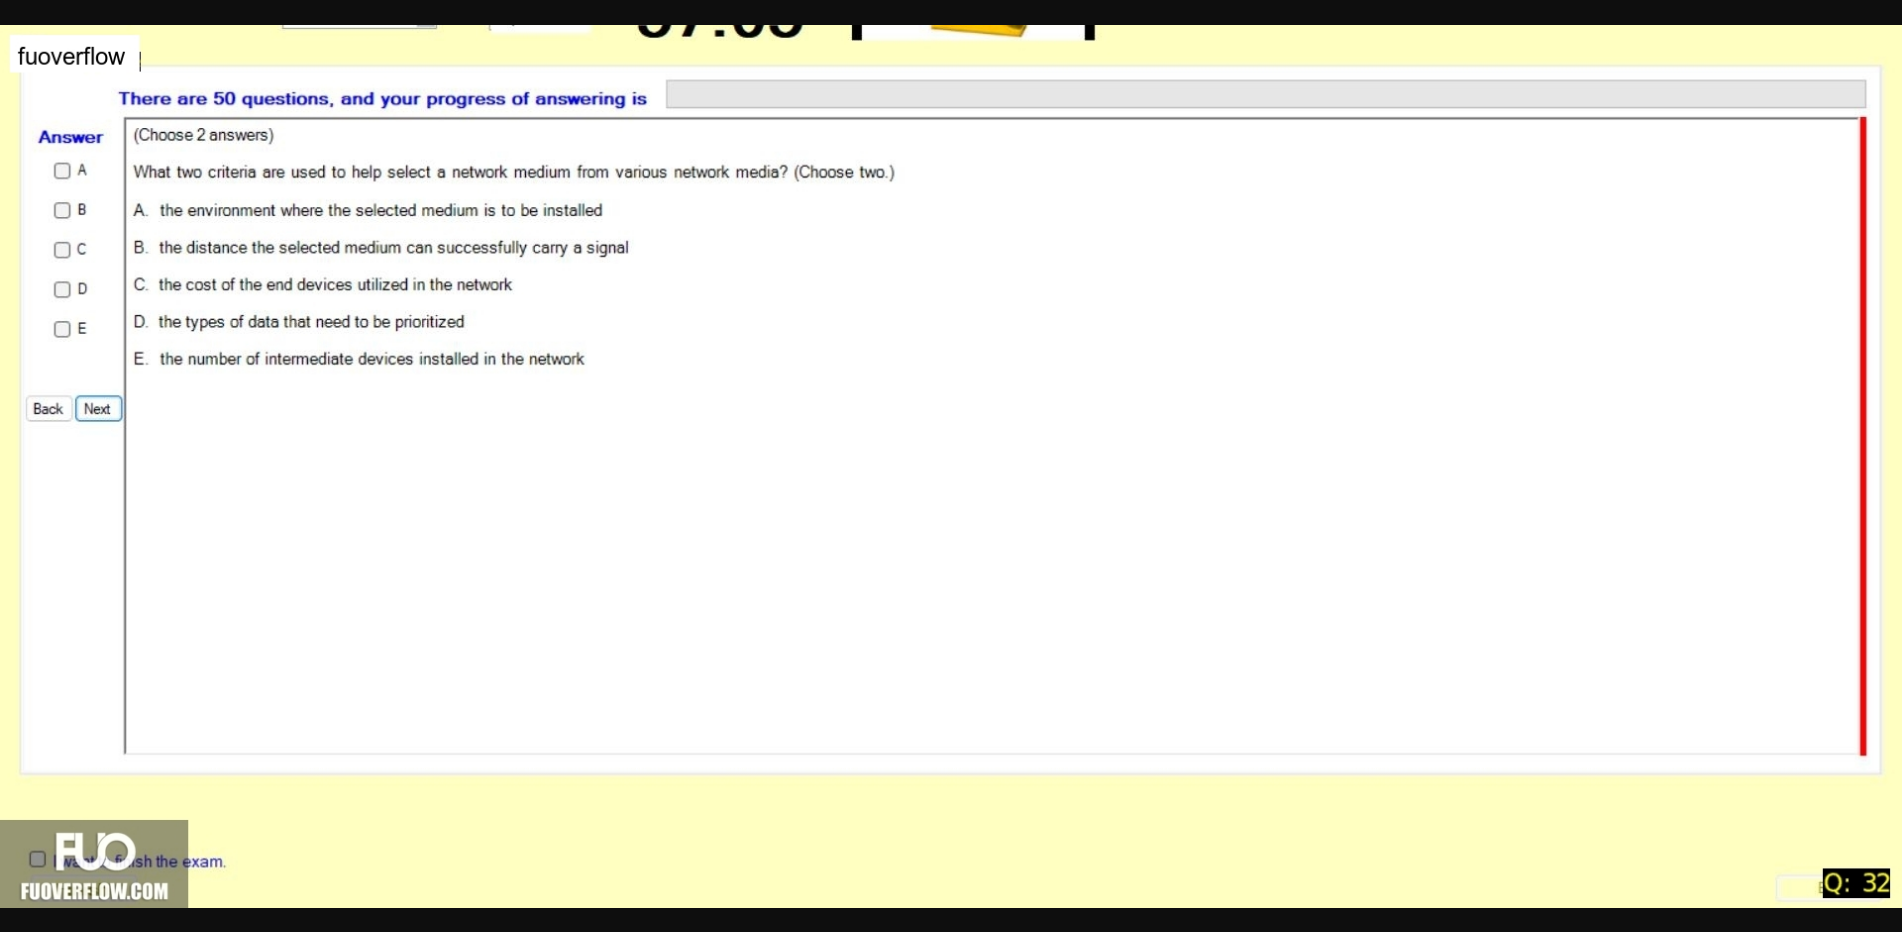 fuoverflow
There are 50 questions, and your progress of answering is
Answer
(Choose 2 answers)
A
What two criteria are used to help select a network medium from various network media? (Choose two.)
B
A. the environment where the selected medium is to be installed
C
B. the distance the selected medium can successfully carry a signal
C. the cost of the end devices utilized in the network
D
D. the types of data that need to be prioritized
E
E. the number of intermediate devices installed in the network
Back Next
FUO
I want finish the exam.
FUOVERFLOW.COM
Q: 32